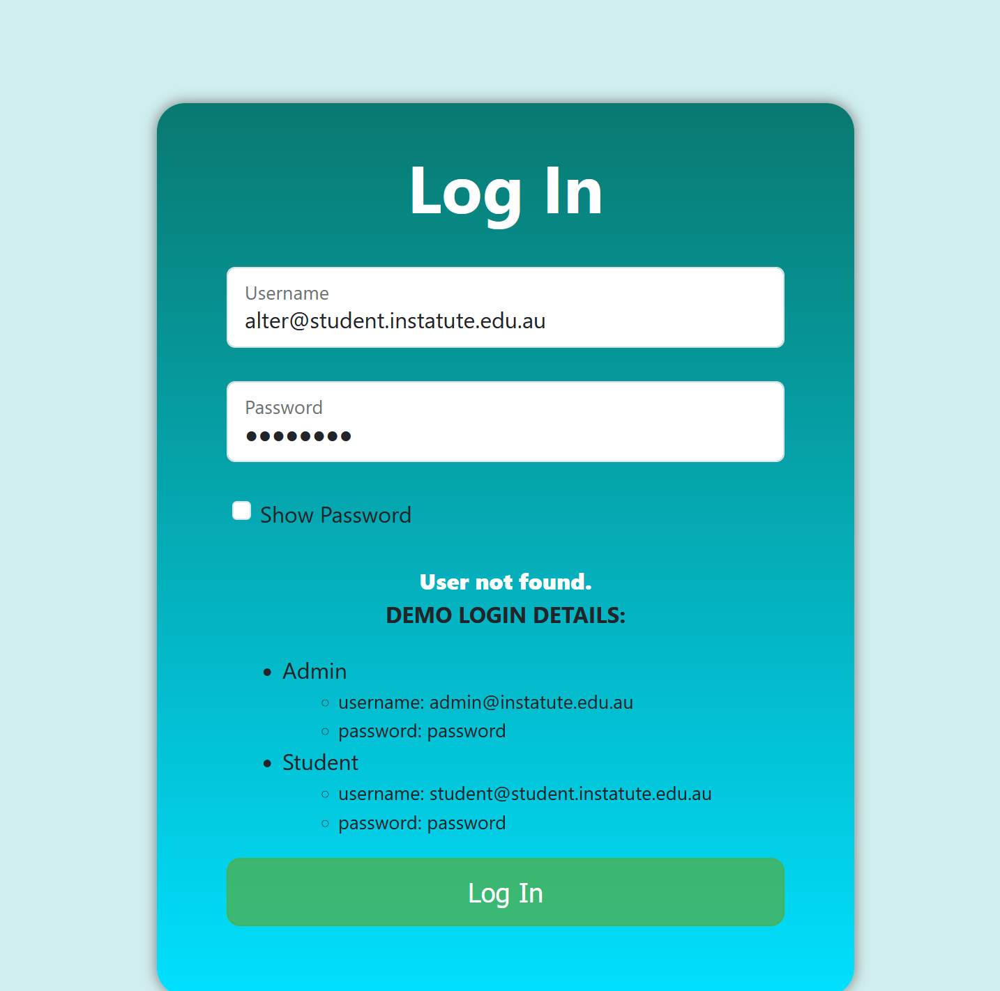 Log In
Username
alter@student.instatute.edu.au
Password
●●●●●●●●
Show Password
User not found.
DEMO LOGIN DETAILS:
• Admin
◦ username: admin@instatute.edu.au
◦ password: password
• Student
◦ username: student@student.instatute.edu.au
◦ password: password
Log In